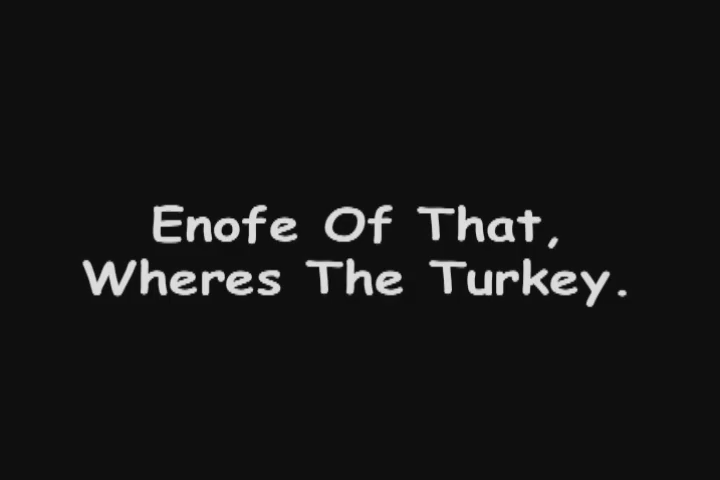 Enofe Of That,
Wheres The Turkey.